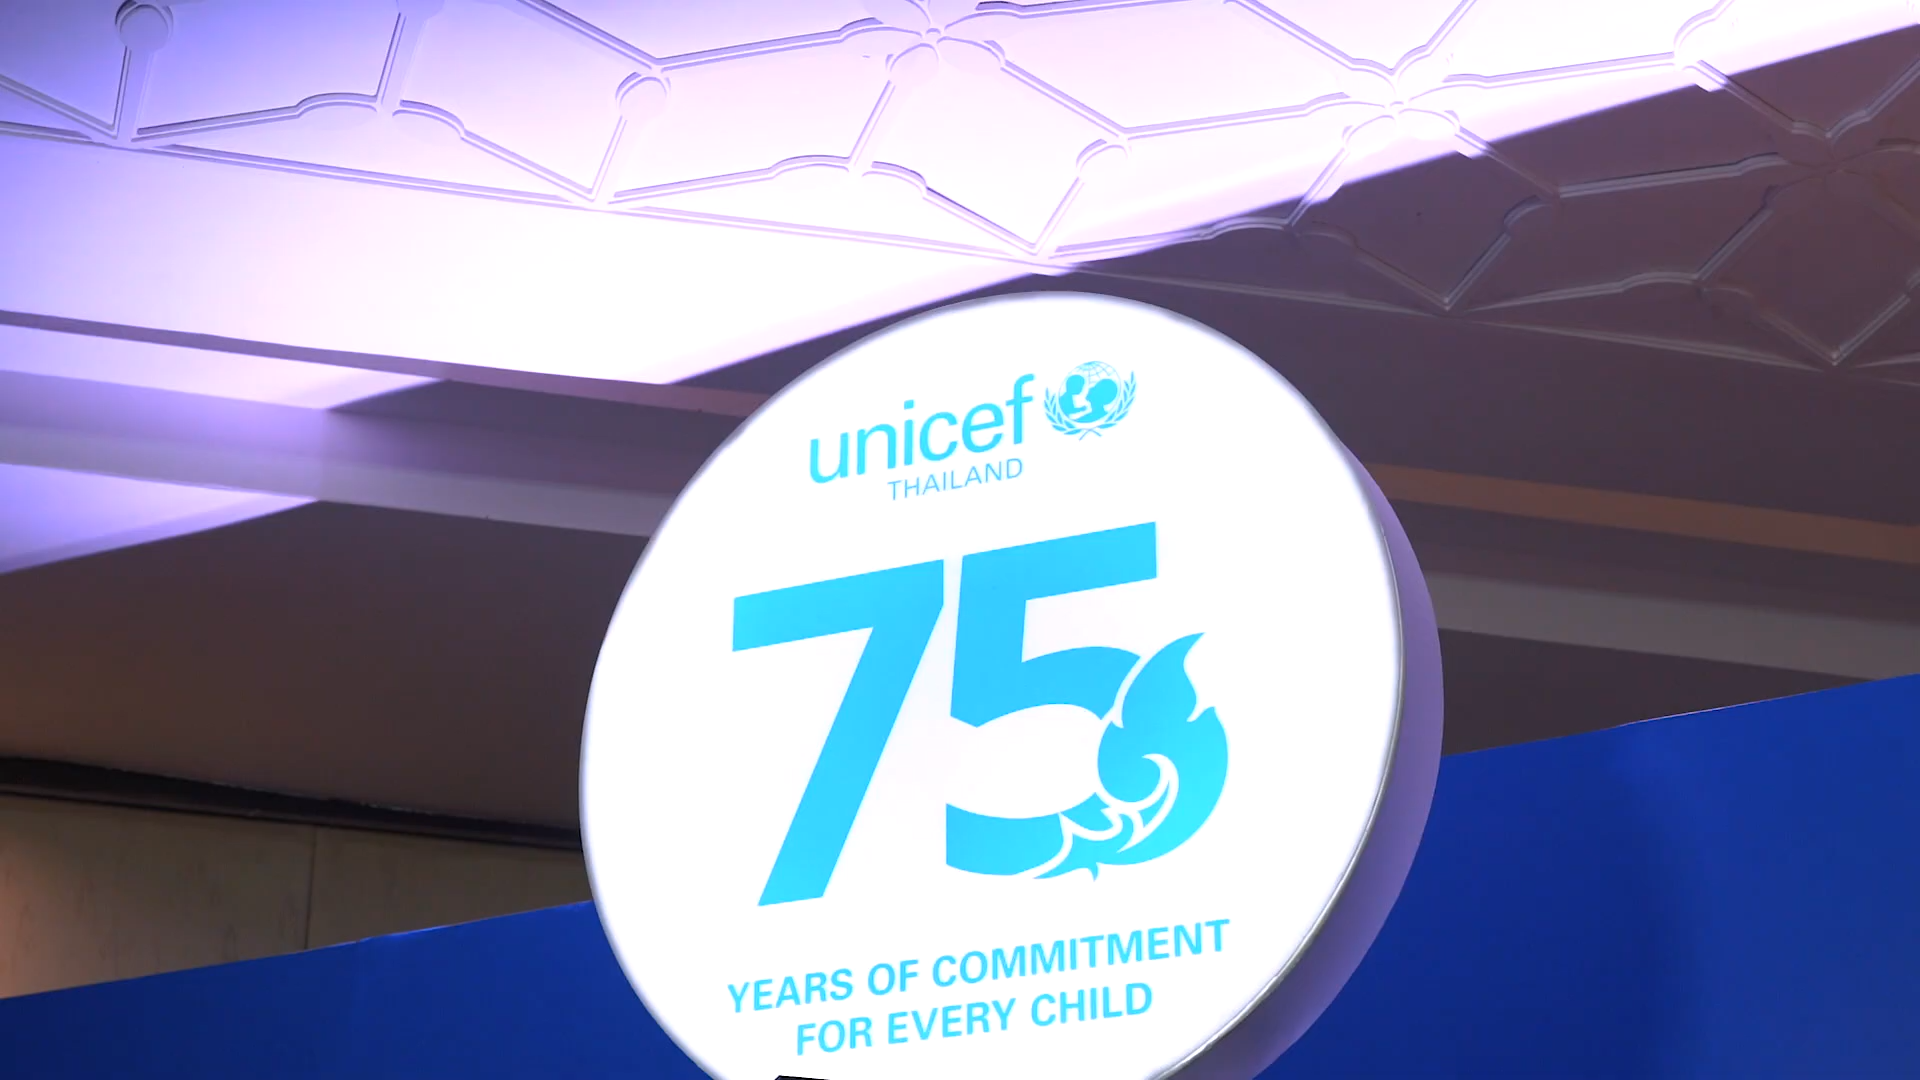 unicef
THAILAND
75
YEARS OF COMMITMENT
FOR EVERY CHILD